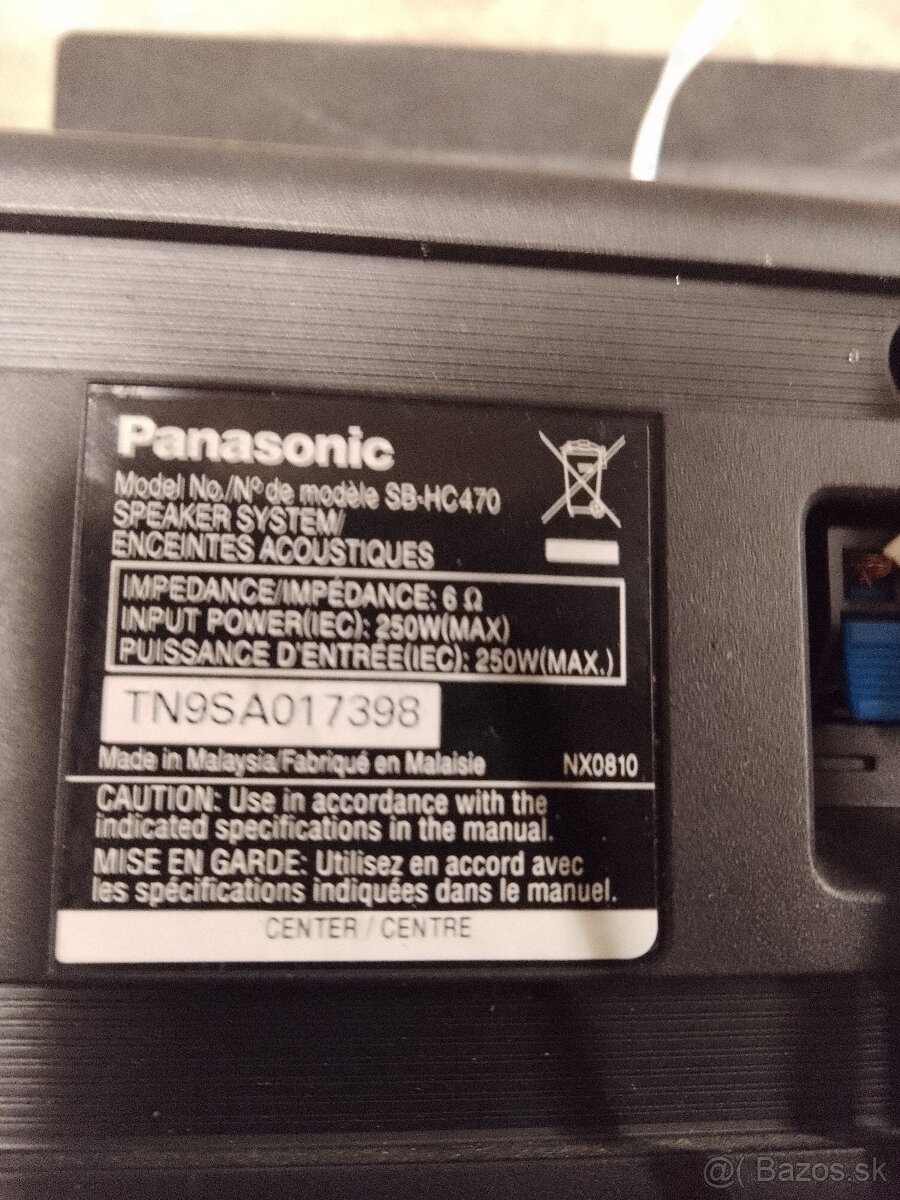 Panasonic
Model No./Nº de modèle SB-HC470
SPEAKER SYSTEM/
ENCEINTES ACOUSTIQUES
IMPEDANCE/IMPÉDANCE: 6 Ω
INPUT POWER(IEC): 250W(MAX)
PUISSANCE D'ENTRÉE(IEC): 250W(MAX.)
TN9SA017398
Made in Malaysia/Fabriqué en Malaisie NX0810
CAUTION: Use in accordance with the
indicated specifications in the manual.
MISE EN GARDE: Utilisez en accord avec
les spécifications indiquées dans le manuel.
CENTER / CENTRE
@( Bazos.sk